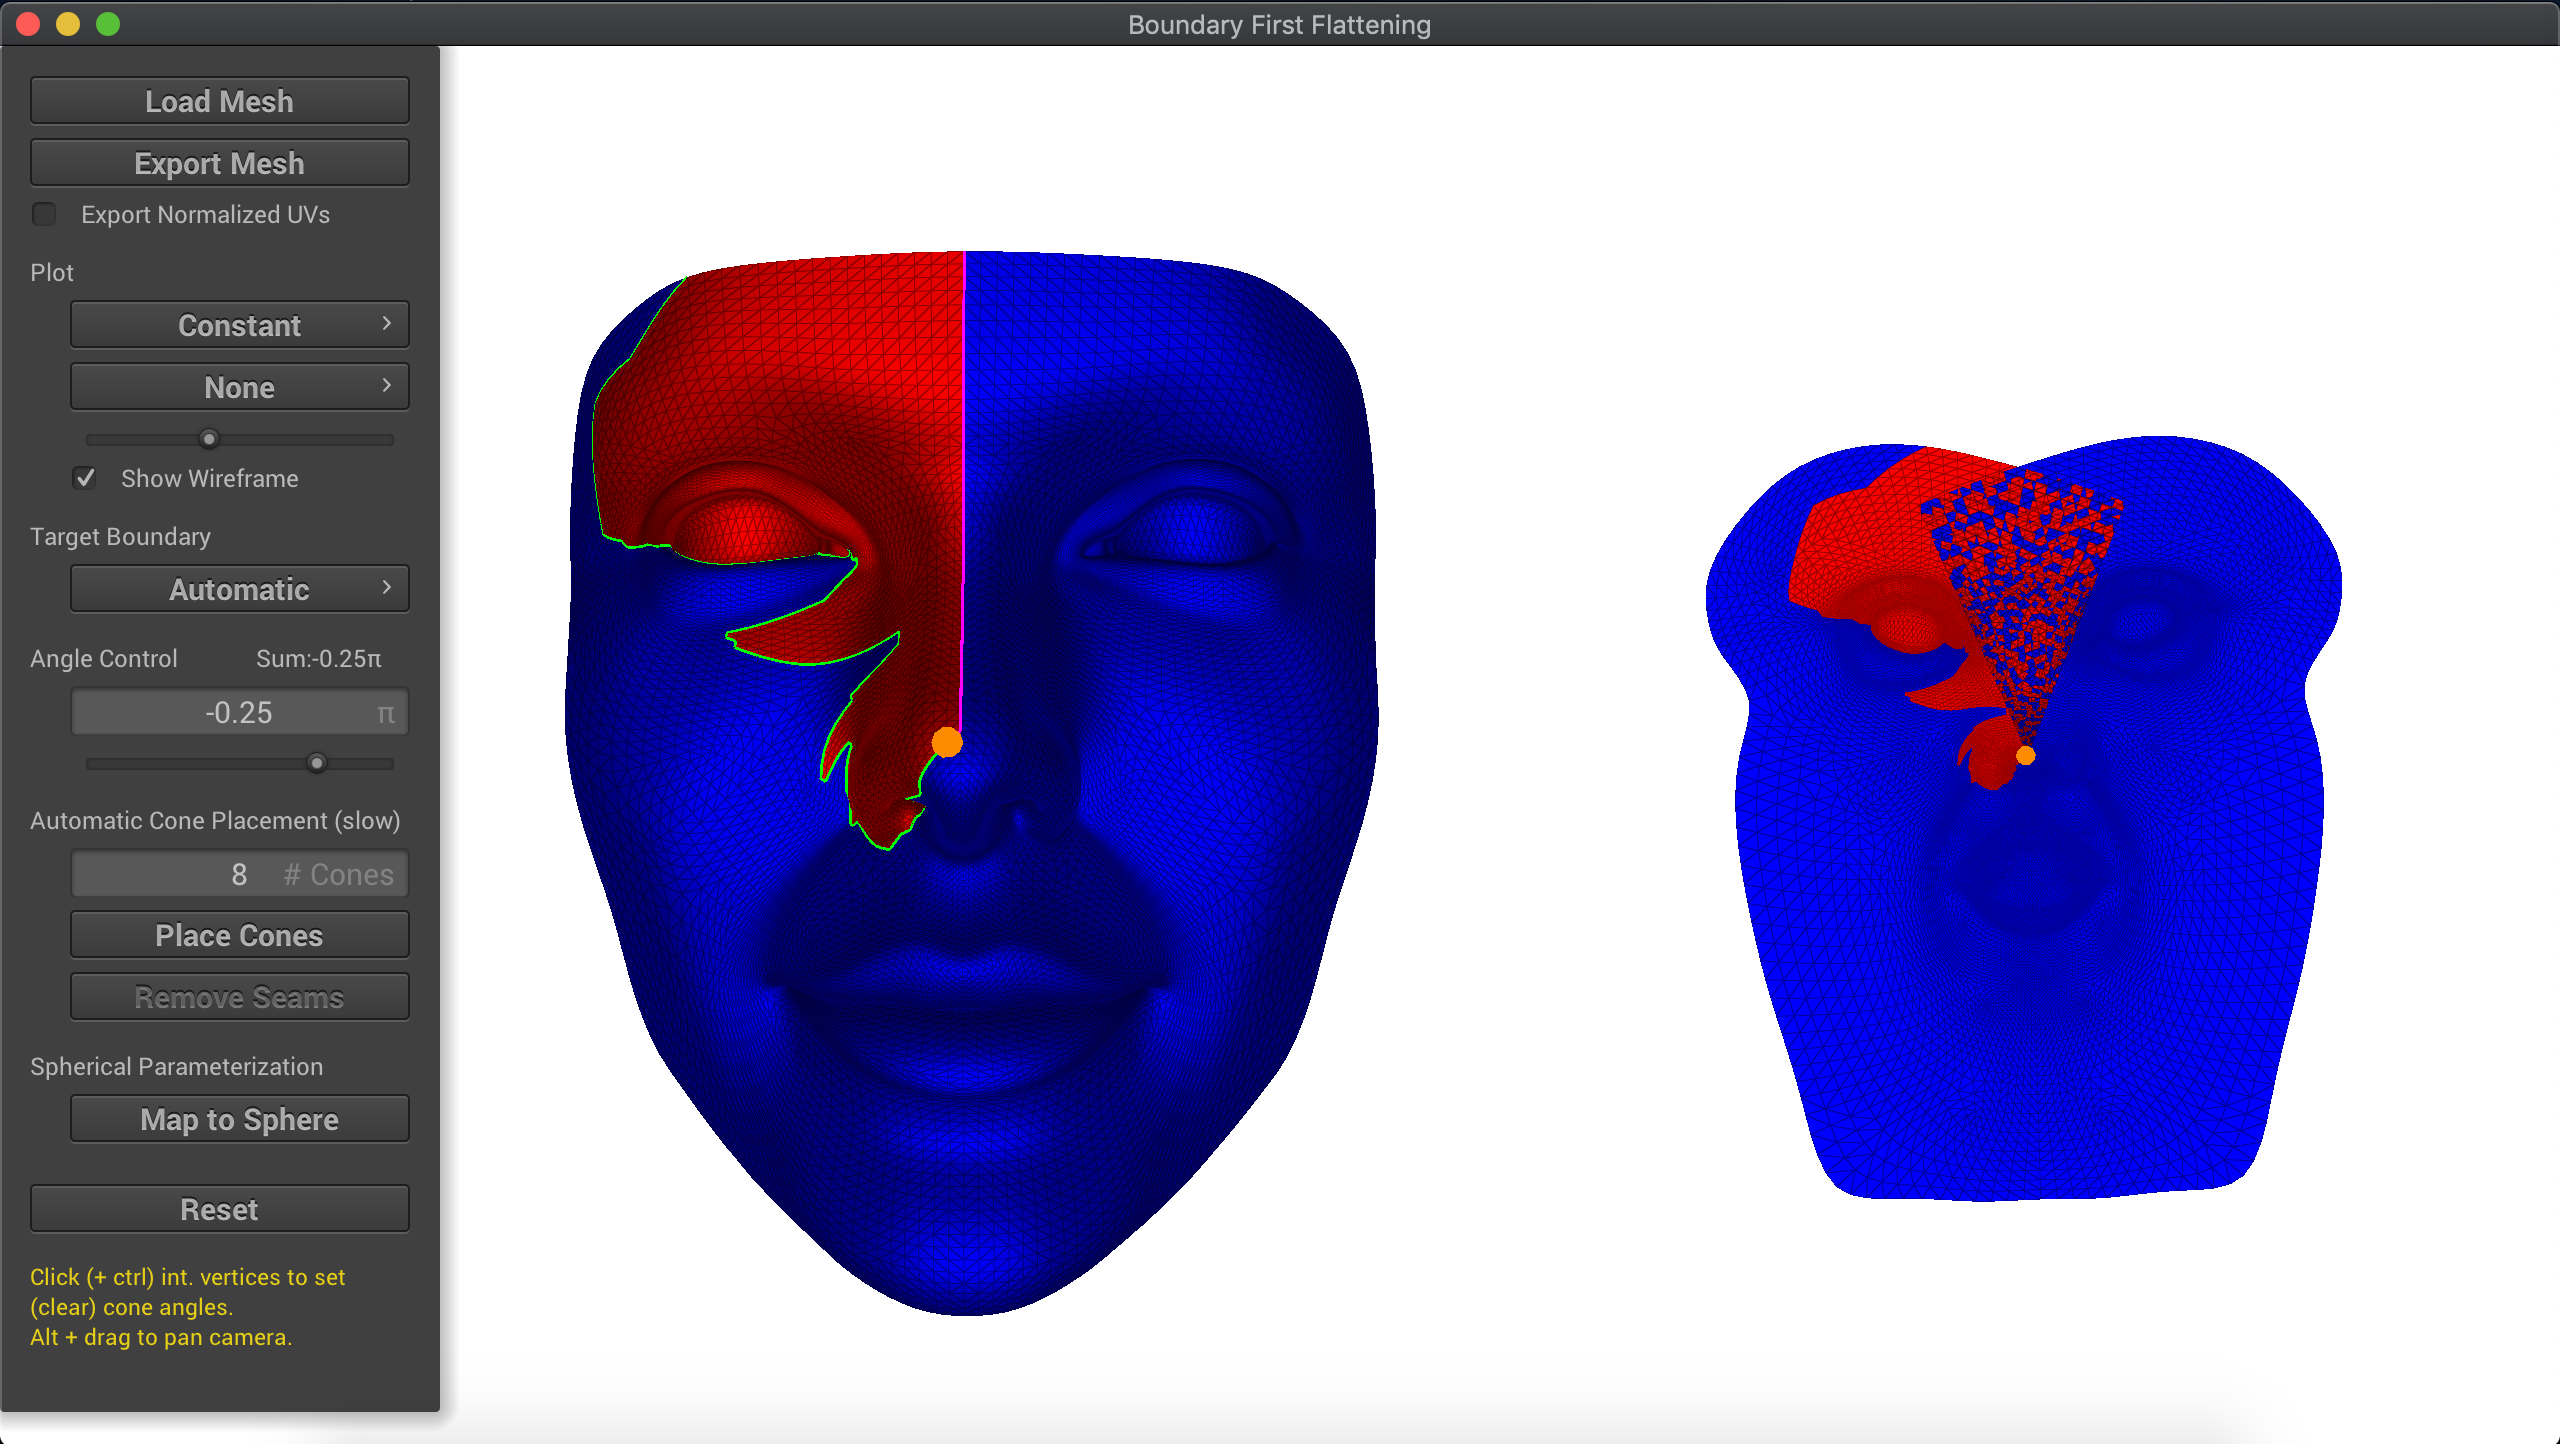 Boundary First Flattening
Load Mesh
Export Mesh
Export Normalized UVs
Plot
Constant
None
Show Wireframe
Target Boundary
Automatic
Angle Control Sum:-0.25π
-0.25 π
Automatic Cone Placement (slow)
8 # Cones
Place Cones
Remove Seams
Spherical Parameterization
Map to Sphere
Reset
Click (+ ctrl) int. vertices to set
(clear) cone angles.
Alt + drag to pan camera.